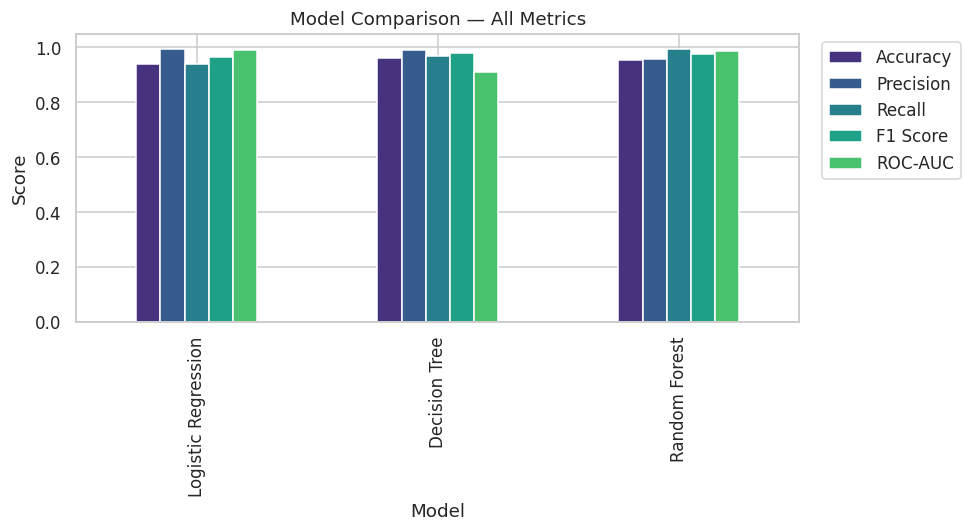 Model Comparison — All Metrics
1.0
0.8
0.6
0.4
0.2
0.0
Score
Logistic Regression
Decision Tree
Random Forest
Model
Accuracy
Precision
Recall
F1 Score
ROC-AUC